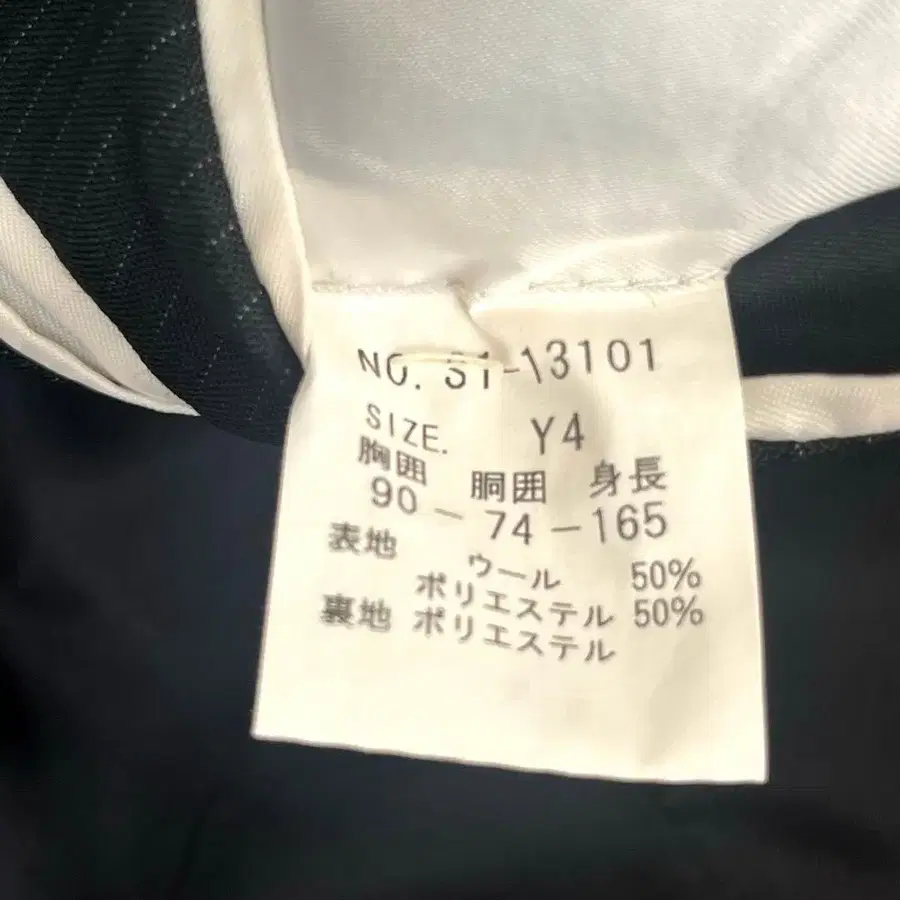 NO. S1-13101
SIZE. Y4
胸囲 胴囲 身長
90 - 74 - 165
表地 ウール 50%
ポリエステル 50%
裏地 ポリエステル